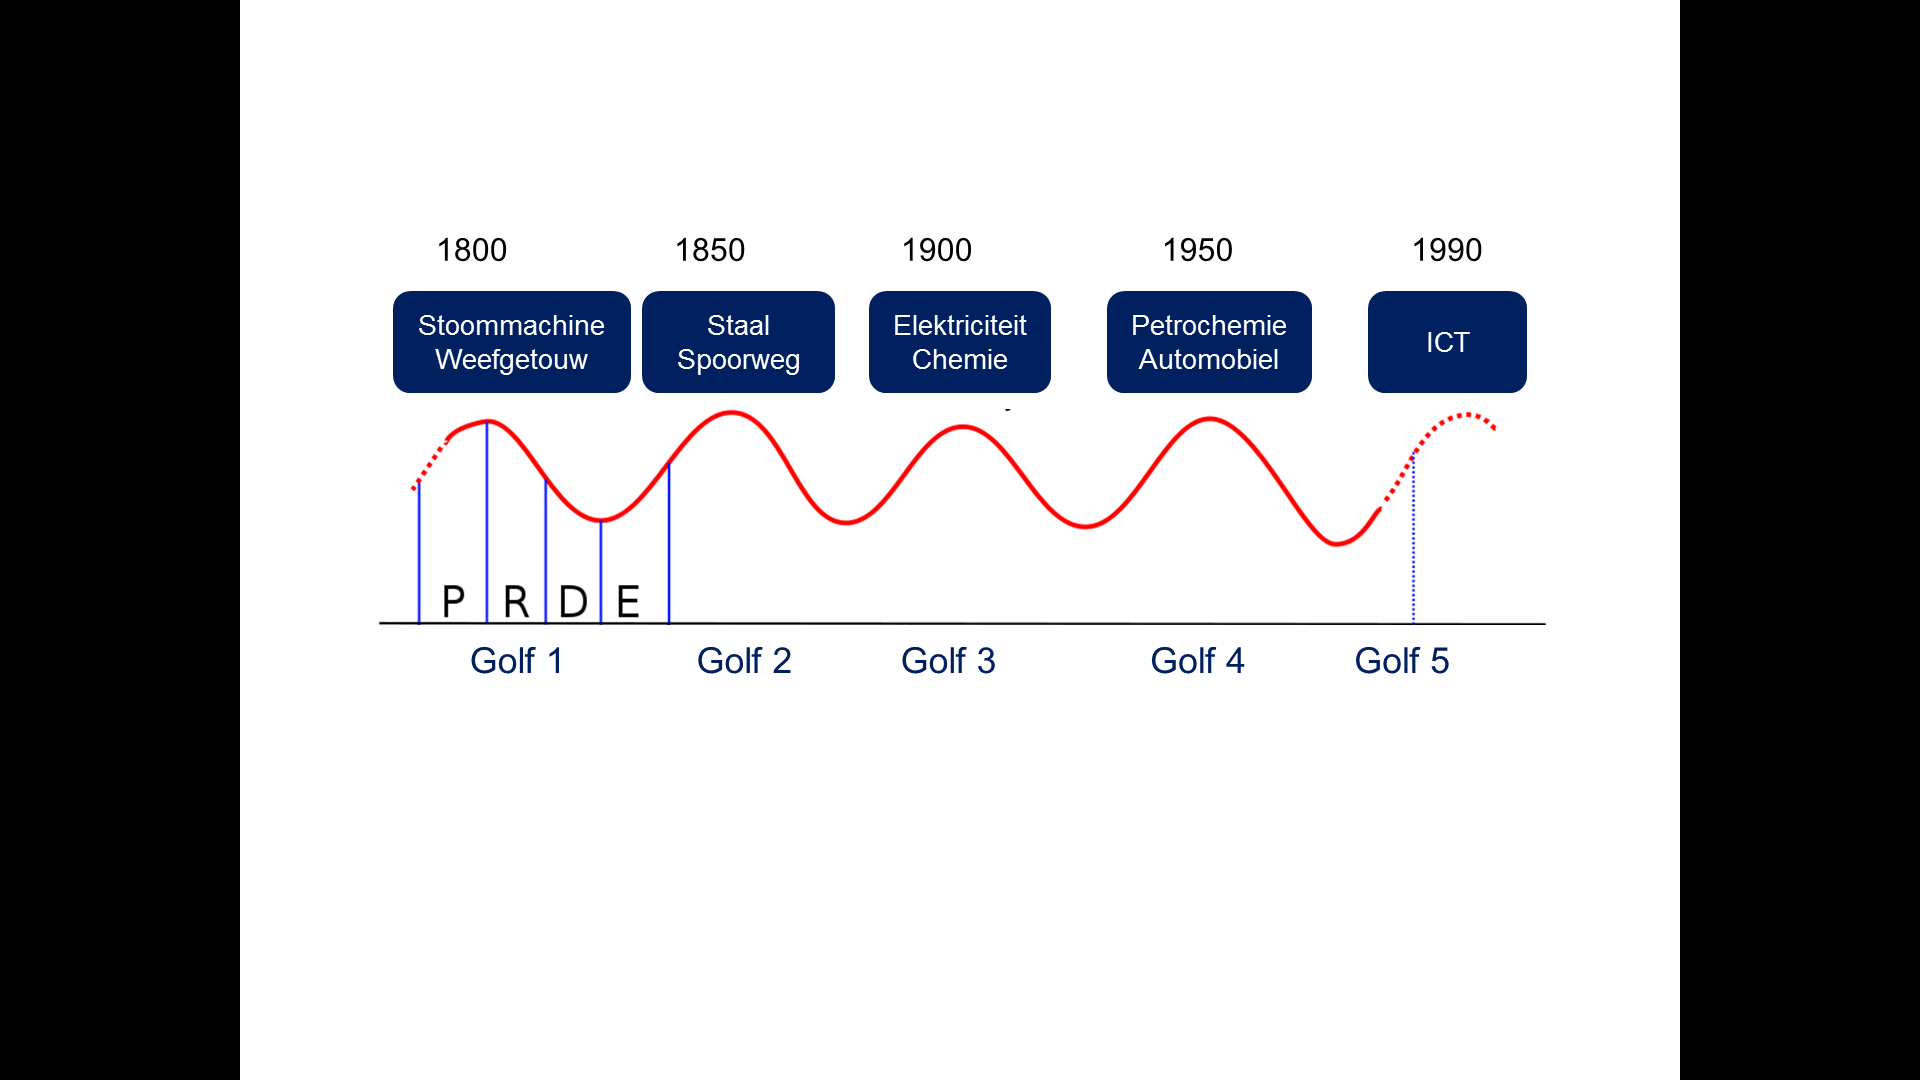 1800
1850
1900
1950
1990
Stoommachine
Weefgetouw
Staal
Spoorweg
Elektriciteit
Chemie
Petrochemie
Automobiel
ICT
P R D E
Golf 1
Golf 2
Golf 3
Golf 4
Golf 5